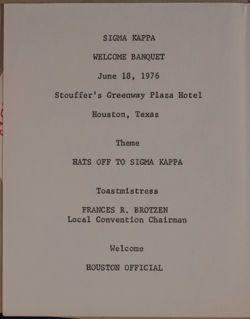 SIGMA KAPPA
WELCOME BANQUET
June 18, 1976
Stouffer's Greenway Plaza Hotel
Houston, Texas
Theme
HATS OFF TO SIGMA KAPPA
Toastmistress
FRANCES R. BROTZEN
Local Convention Chairman
Welcome
HOUSTON OFFICIAL